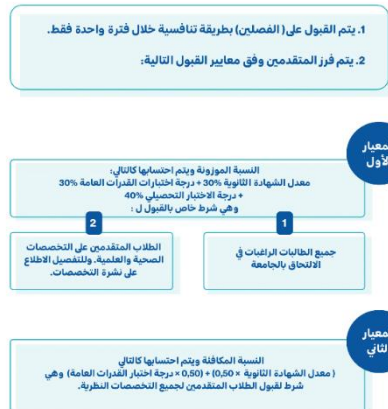 1. يتم القبول على( الفصلين) بطريقة تنافسية خلال فترة واحدة فقط.
2. يتم فرز المتقدمين وفق معايير القبول التالية:
معيار
لأول
النسبة الموزونة ويتم احتسابها كالتالي:
معدل الشهادة الثانوية 30% + درجة اختبارات القدرات العامة 30%
+ درجة الاختبار التحصيلي 40%
وهي شرط خاص بالقبول ل :
1
جميع الطالبات الراغبات في
الالتحاق بالجامعة
2
الطلاب المتقدمين على التخصصات
الصحية والعلمية. وللتفصيل الاطلاع
على نشرة التخصصات.
معيار
لثاني
النسبة المكافئة ويتم احتسابها كالتالي
( معدل الشهادة الثانوية × 0,50) + (0,50 × درجة اختبار القدرات العامة) وهي
شرط لقبول الطلاب المتقدمين لجميع التخصصات النظرية.